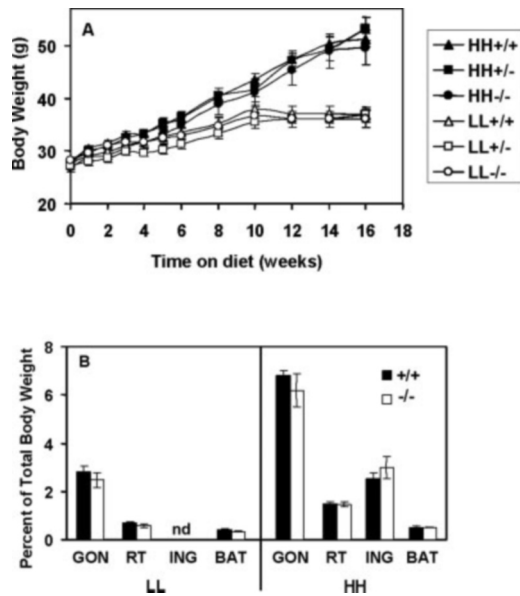 A
Body Weight (g)
50
40
30
20
0 2 4 6 8 10 12 14 16 18
Time on diet (weeks)
HH+/+
HH+/-
HH-/-
LL+/+
LL+/-
LL-/-
B
Percent of Total Body Weight
8
6
4
2
0
+/+
-/-
nd
GON RT ING BAT GON RT ING BAT
LL HH